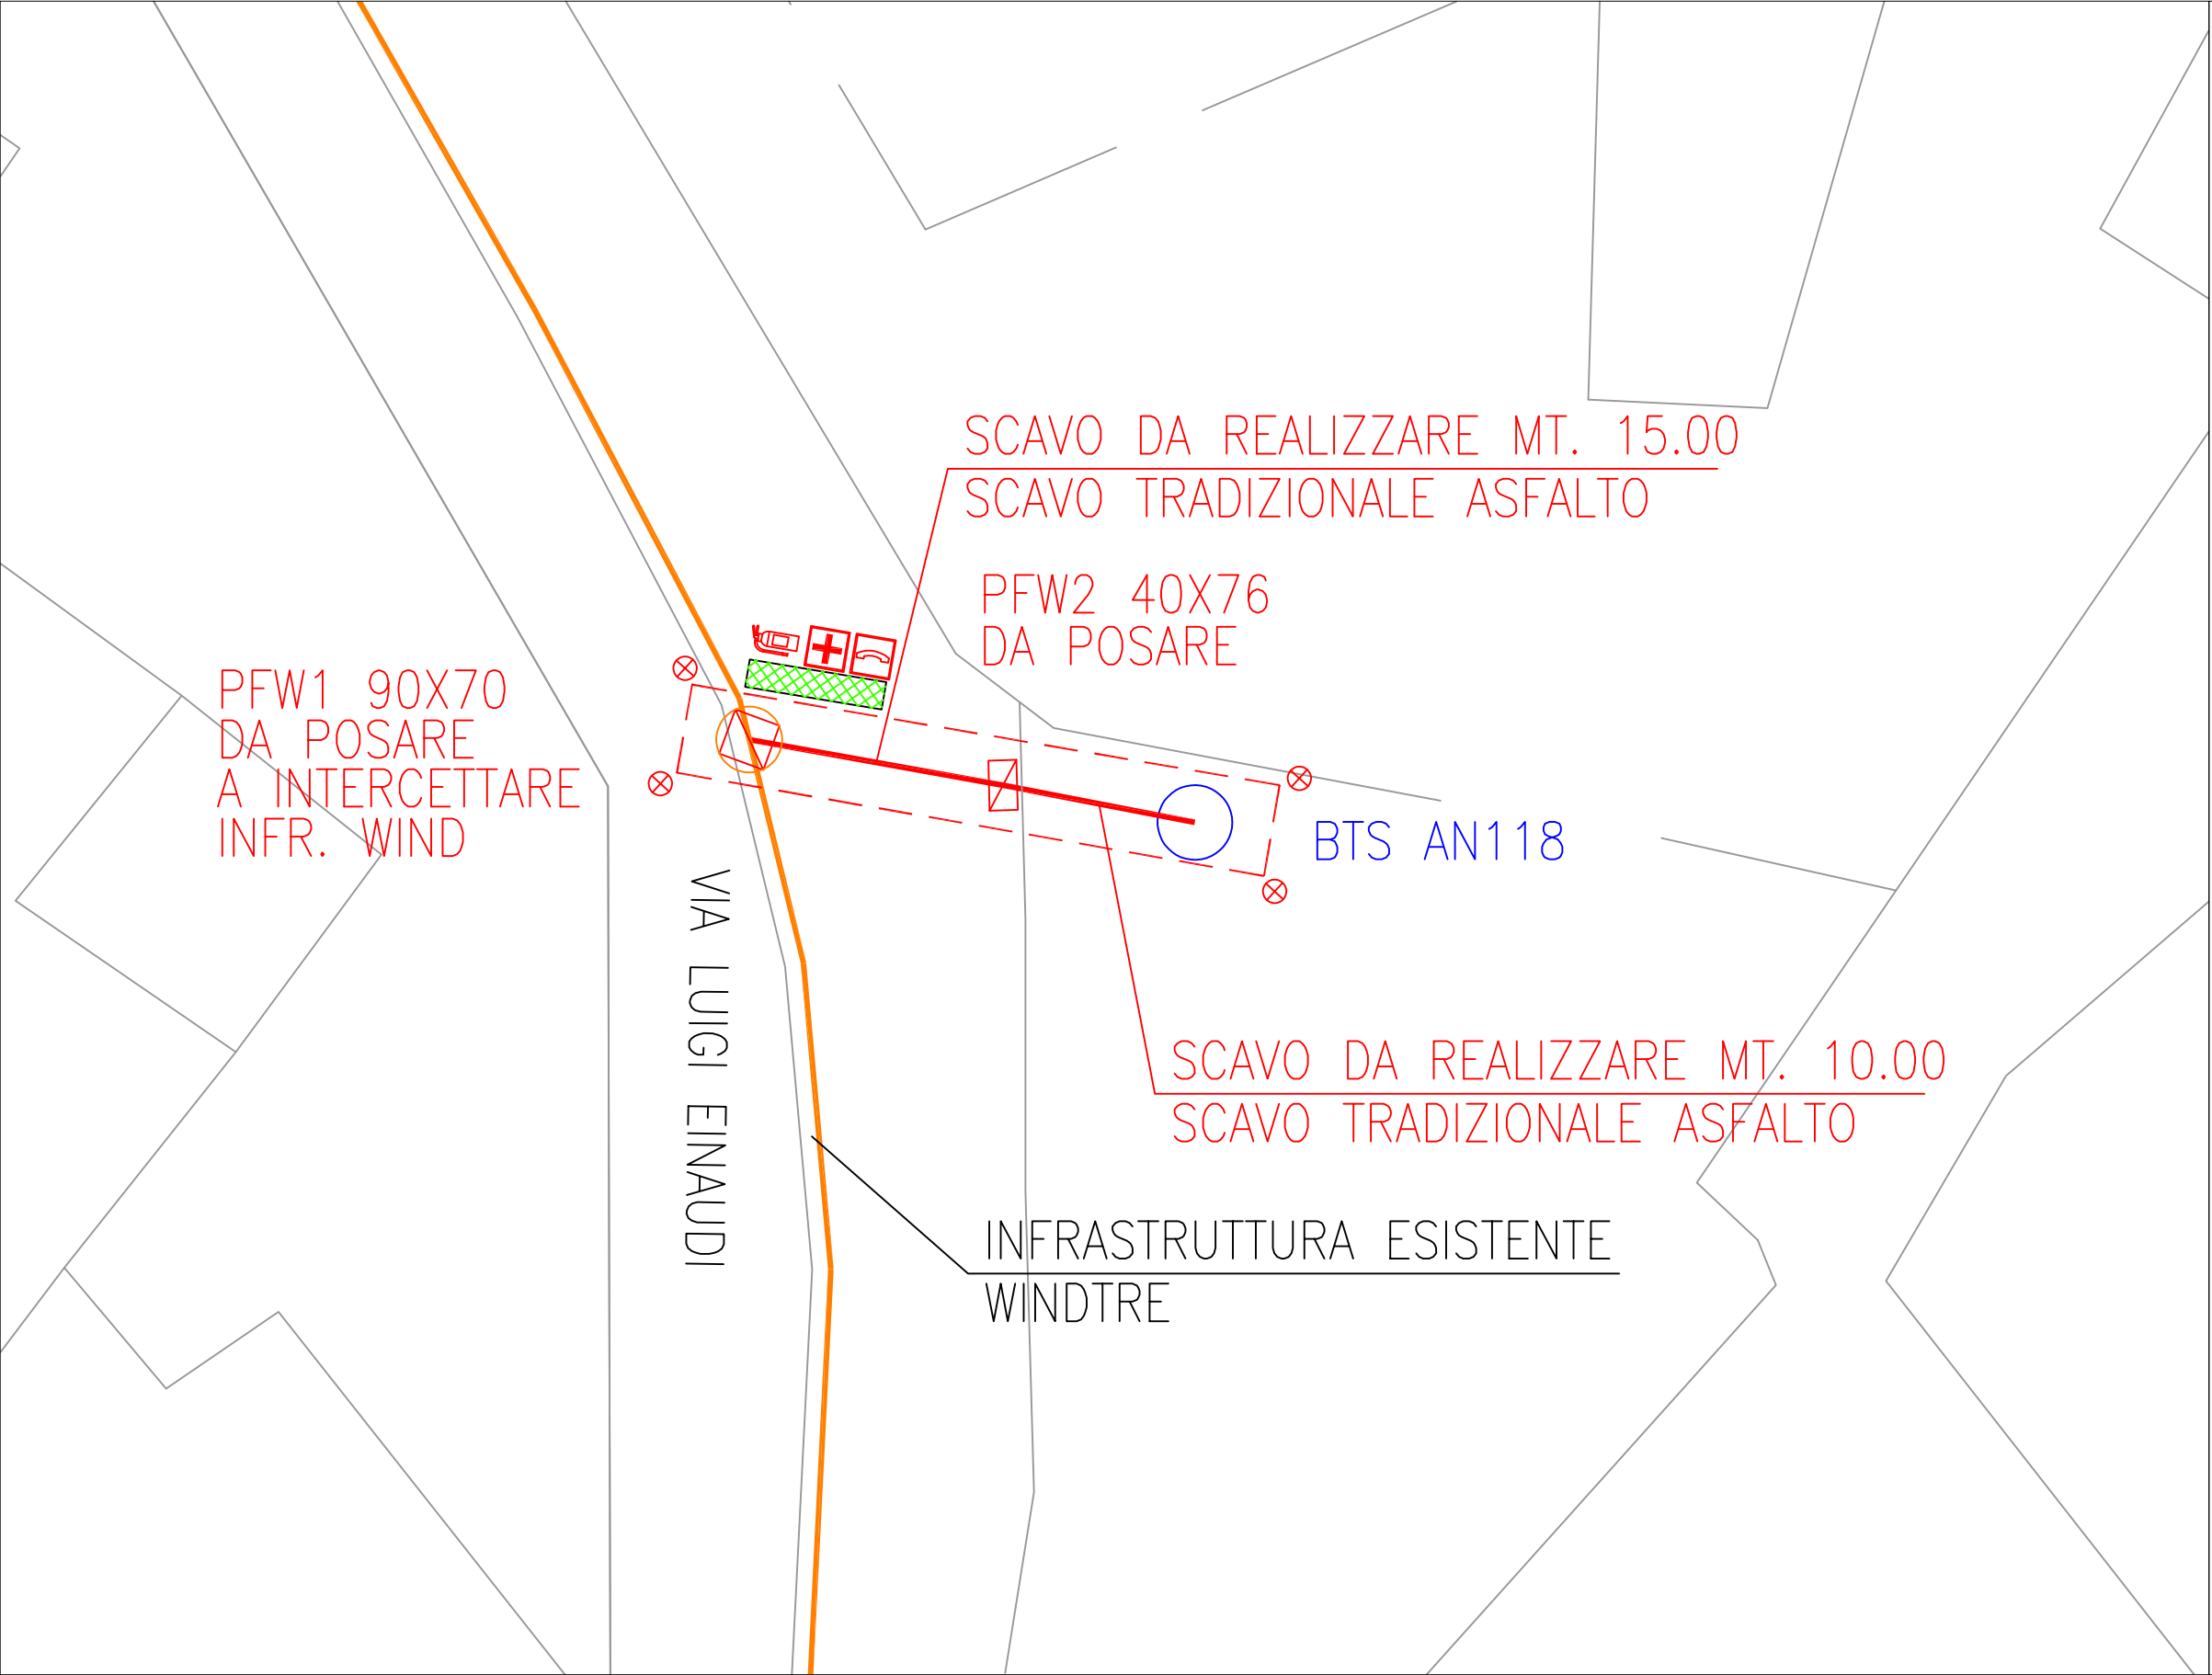 SCAVO DA REALIZZARE MT. 15.00
SCAVO TRADIZIONALE ASFALTO
PFW2 40X76
DA POSARE
PFW1 90X70
DA POSARE
A INTERCETTARE
INFR. WIND
BTS AN118
VIA LUIGI EINAUDI
SCAVO DA REALIZZARE MT. 10.00
SCAVO TRADIZIONALE ASFALTO
INFRASTRUTTURA ESISTENTE
WINDTRE